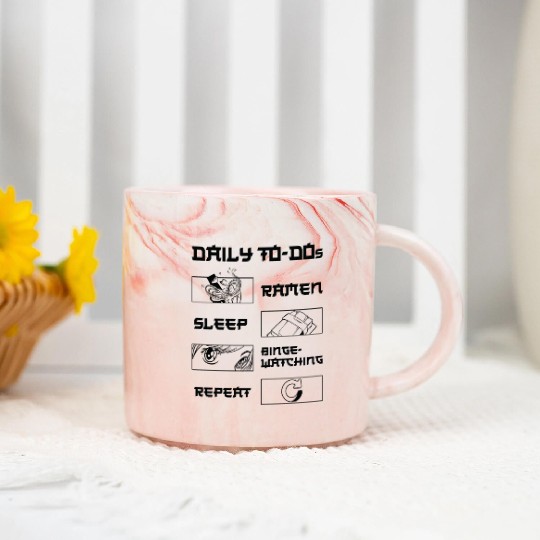 DAILY TO-DOs
RAMEN
SLEEP
BINGE-
WATCHING
REPEAT